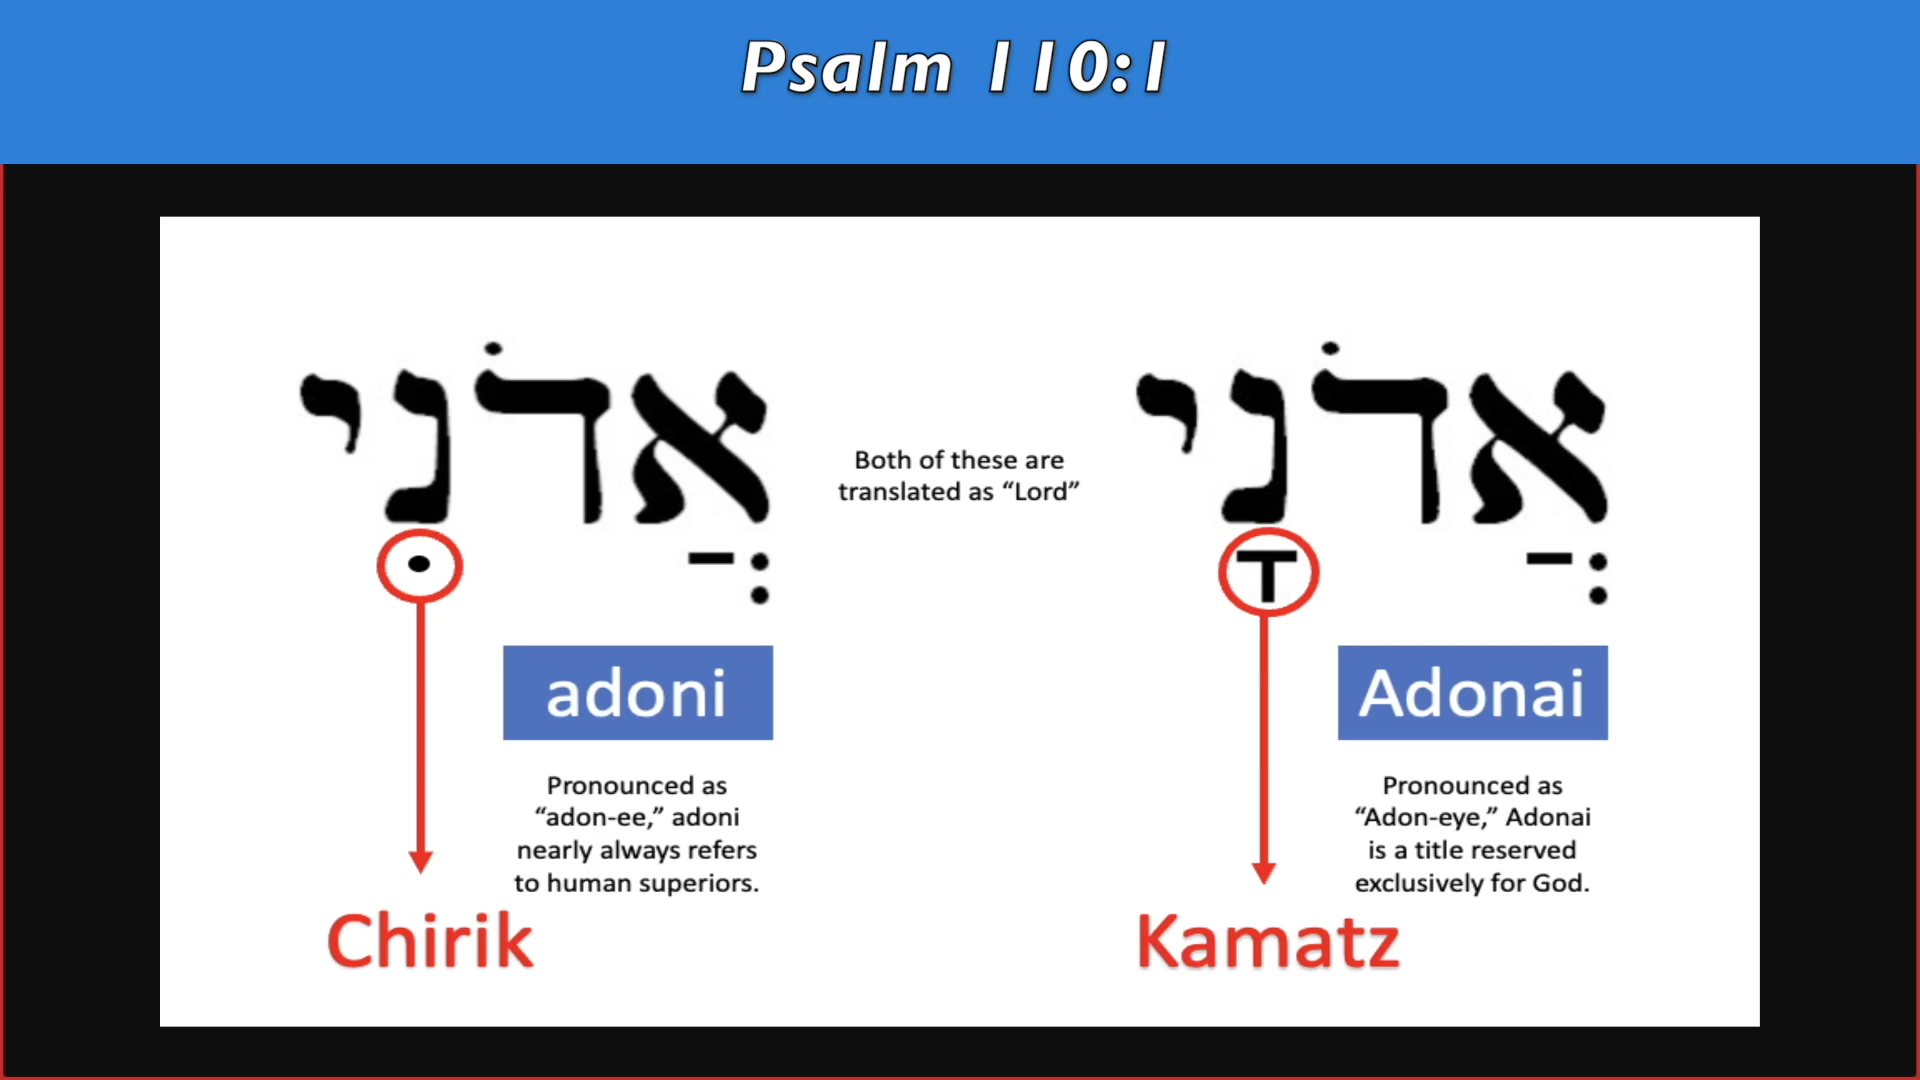 Psalm 110:1
אֲדֹנִי
Both of these are
translated as “Lord”
אֲדֹנָי
adoni
Pronounced as
“adon-ee,” adoni
nearly always refers
to human superiors.
Chirik
Adonai
Pronounced as
“Adon-eye,” Adonai
is a title reserved
exclusively for God.
Kamatz